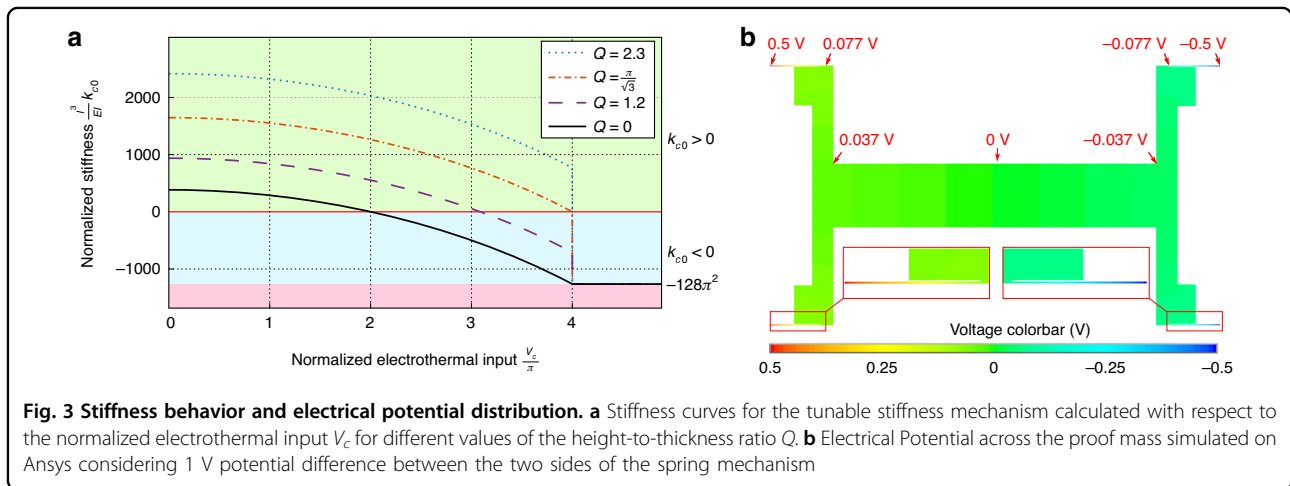 a
Normalized stiffness l³/EI k_c0
2000
1000
0
−1000
Q = 2.3
Q = π/√3
Q = 1.2
Q = 0
k_c0 > 0
k_c0 < 0
−128π²
0 1 2 3 4
Normalized electrothermal input V_c/π
b
0.5 V 0.077 V −0.077 V −0.5 V
0.037 V 0 V −0.037 V
Voltage colorbar (V)
0.5 0.25 0 −0.25 −0.5
Fig. 3 Stiffness behavior and electrical potential distribution. a Stiffness curves for the tunable stiffness mechanism calculated with respect to
the normalized electrothermal input V_c for different values of the height-to-thickness ratio Q. b Electrical Potential across the proof mass simulated on
Ansys considering 1 V potential difference between the two sides of the spring mechanism